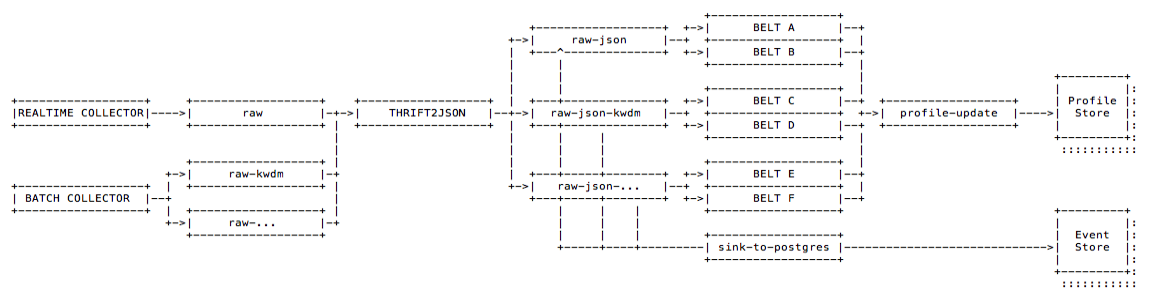 REALTIME COLLECTOR
BATCH COLLECTOR
raw
raw-kwdm
raw-...
THRIFT2JSON
raw-json
raw-json-kwdm
raw-json-...
BELT A
BELT B
BELT C
BELT D
BELT E
BELT F
sink-to-postgres
profile-update
Profile
Store
Event
Store